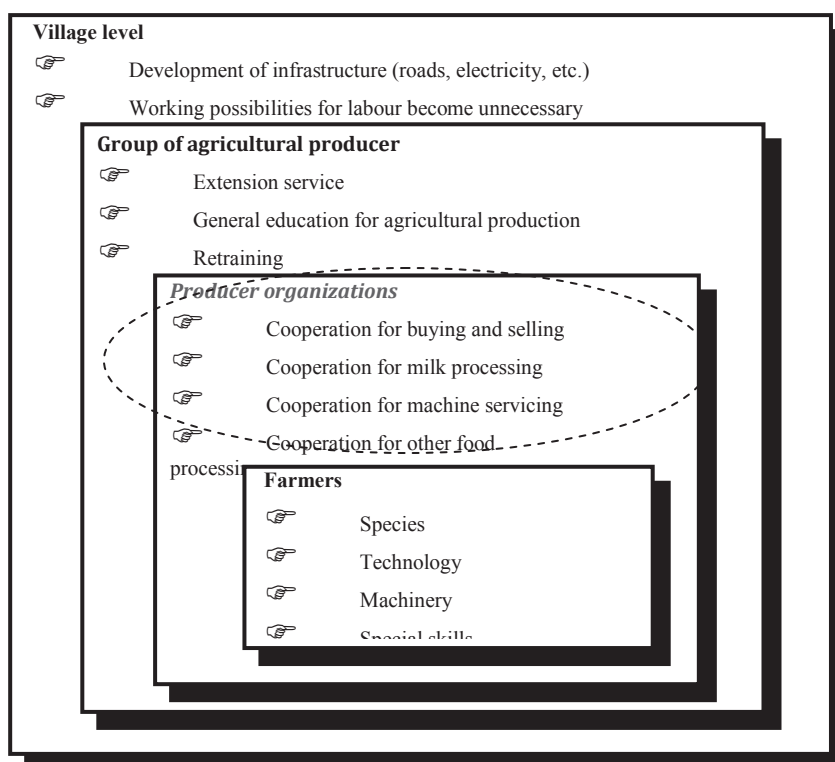 Village level
☞ Development of infrastructure (roads, electricity, etc.)
☞ Working possibilities for labour become unnecessary
Group of agricultural producer
☞ Extension service
☞ General education for agricultural production
☞ Retraining
Producer organizations
☞ Cooperation for buying and selling
☞ Cooperation for milk processing
☞ Cooperation for machine servicing
☞ Cooperation for other food
Farmers
☞ Species
☞ Technology
☞ Machinery
☞ Special skills